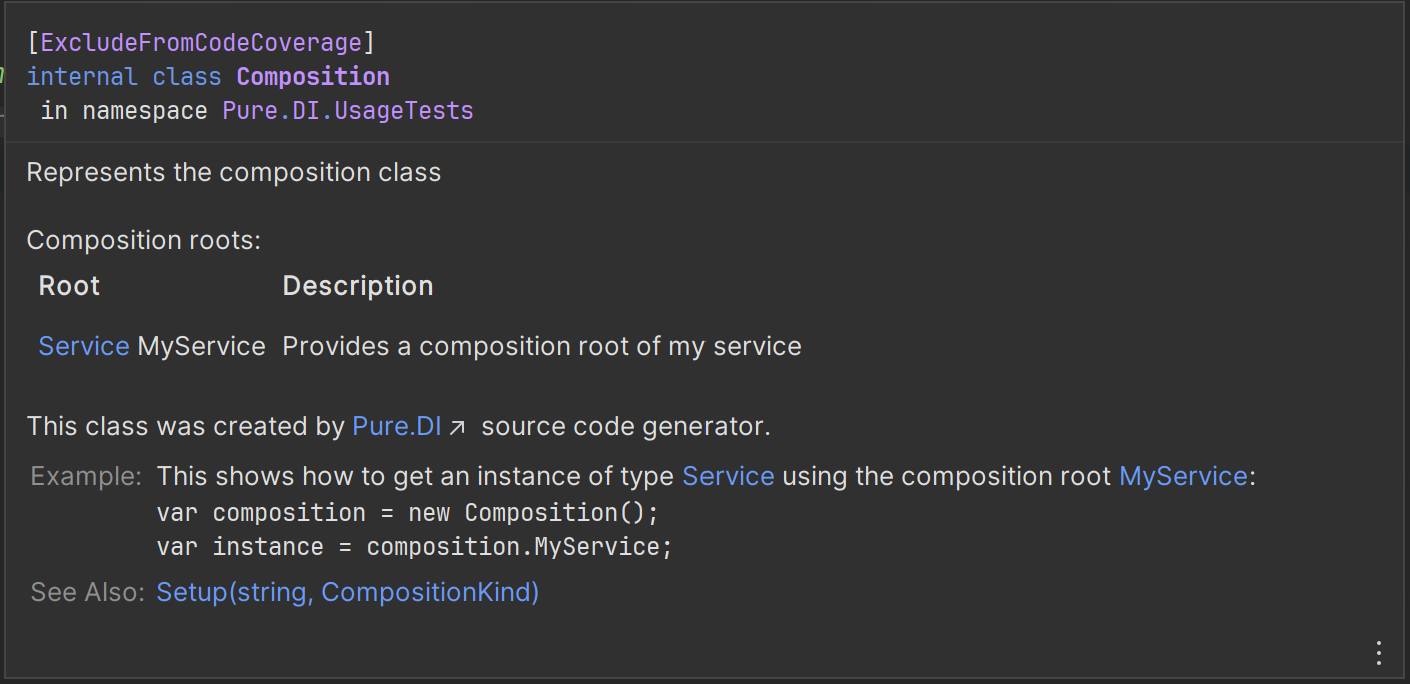 [ExcludeFromCodeCoverage]
internal class Composition
in namespace Pure.DI.UsageTests
Represents the composition class
Composition roots:
Root Description
Service MyService Provides a composition root of my service
This class was created by Pure.DI ↗ source code generator.
Example: This shows how to get an instance of type Service using the composition root MyService:
var composition = new Composition();
var instance = composition.MyService;
See Also: Setup(string, CompositionKind)